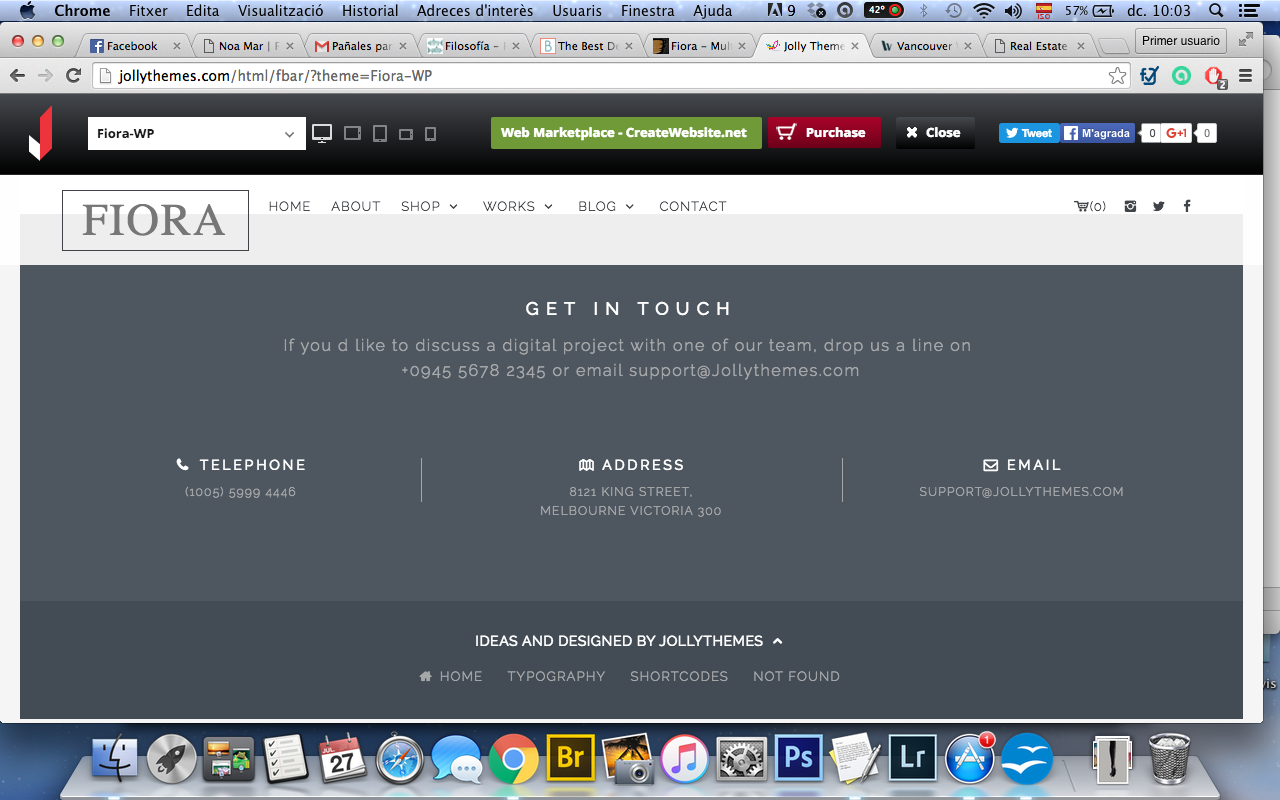 Chrome Fitxer Edita Visualització Historial Adreces d'interès Usuaris Finestra Ajuda 9 42° ISO 57% dc. 10:03
Facebook Noa Mar | F Pañales par Filosofía – Primer usuario
The Best De Fiora – Mult Jolly Theme Vancouver Real Estate
jollythemes.com/html/fbar/?theme=Fiora-WP 2
Fiora-WP Web Marketplace - CreateWebsite.net Purchase Close Tweet M'agrada 0 G+1 0
FIORA HOME ABOUT SHOP WORKS BLOG CONTACT (0)
GET IN TOUCH
If you d like to discuss a digital project with one of our team, drop us a line on
+0945 5678 2345 or email support@Jollythemes.com
TELEPHONE
(1005) 5999 4446
ADDRESS
8121 KING STREET,
MELBOURNE VICTORIA 300
EMAIL
SUPPORT@JOLLYTHEMES.COM
IDEAS AND DESIGNED BY JOLLYTHEMES
HOME TYPOGRAPHY SHORTCODES NOT FOUND
vis
JUL. 27 Br Ps Lr 1